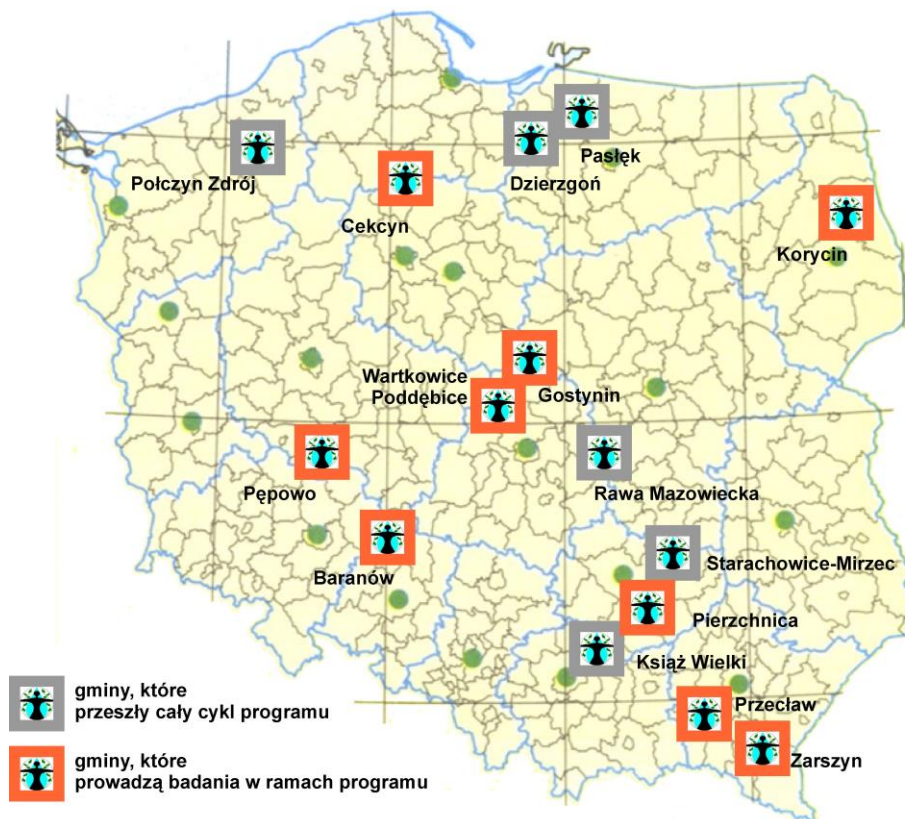 Pasłęk
Połczyn Zdrój
Dzierzgoń
Cekcyn
Korycin
Wartkowice
Poddębice
Gostynin
Pępowo
Rawa Mazowiecka
Baranów
Starachowice-Mirzec
Pierzchnica
Książ Wielki
Przecław
Zarszyn
gminy, które
przeszły cały cykl programu
gminy, które
prowadzą badania w ramach programu